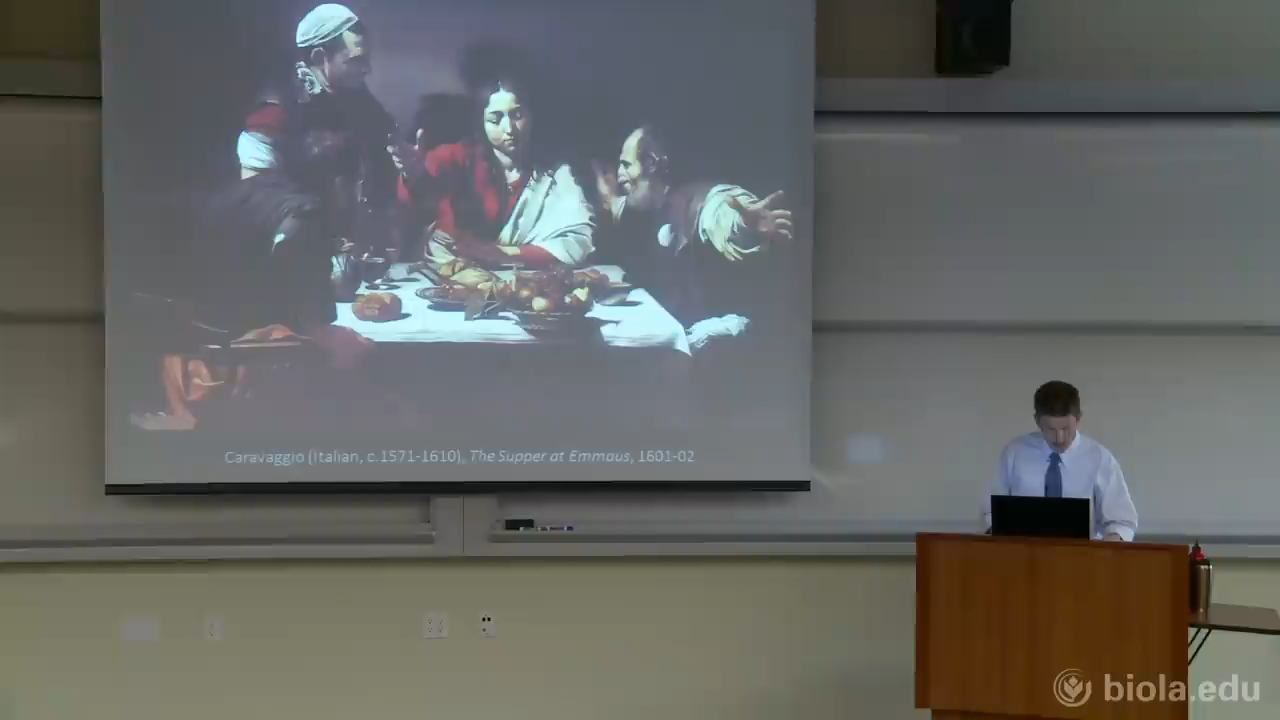 Caravaggio (Italian, c.1571-1610), The Supper at Emmaus, 1601-02
biola.edu